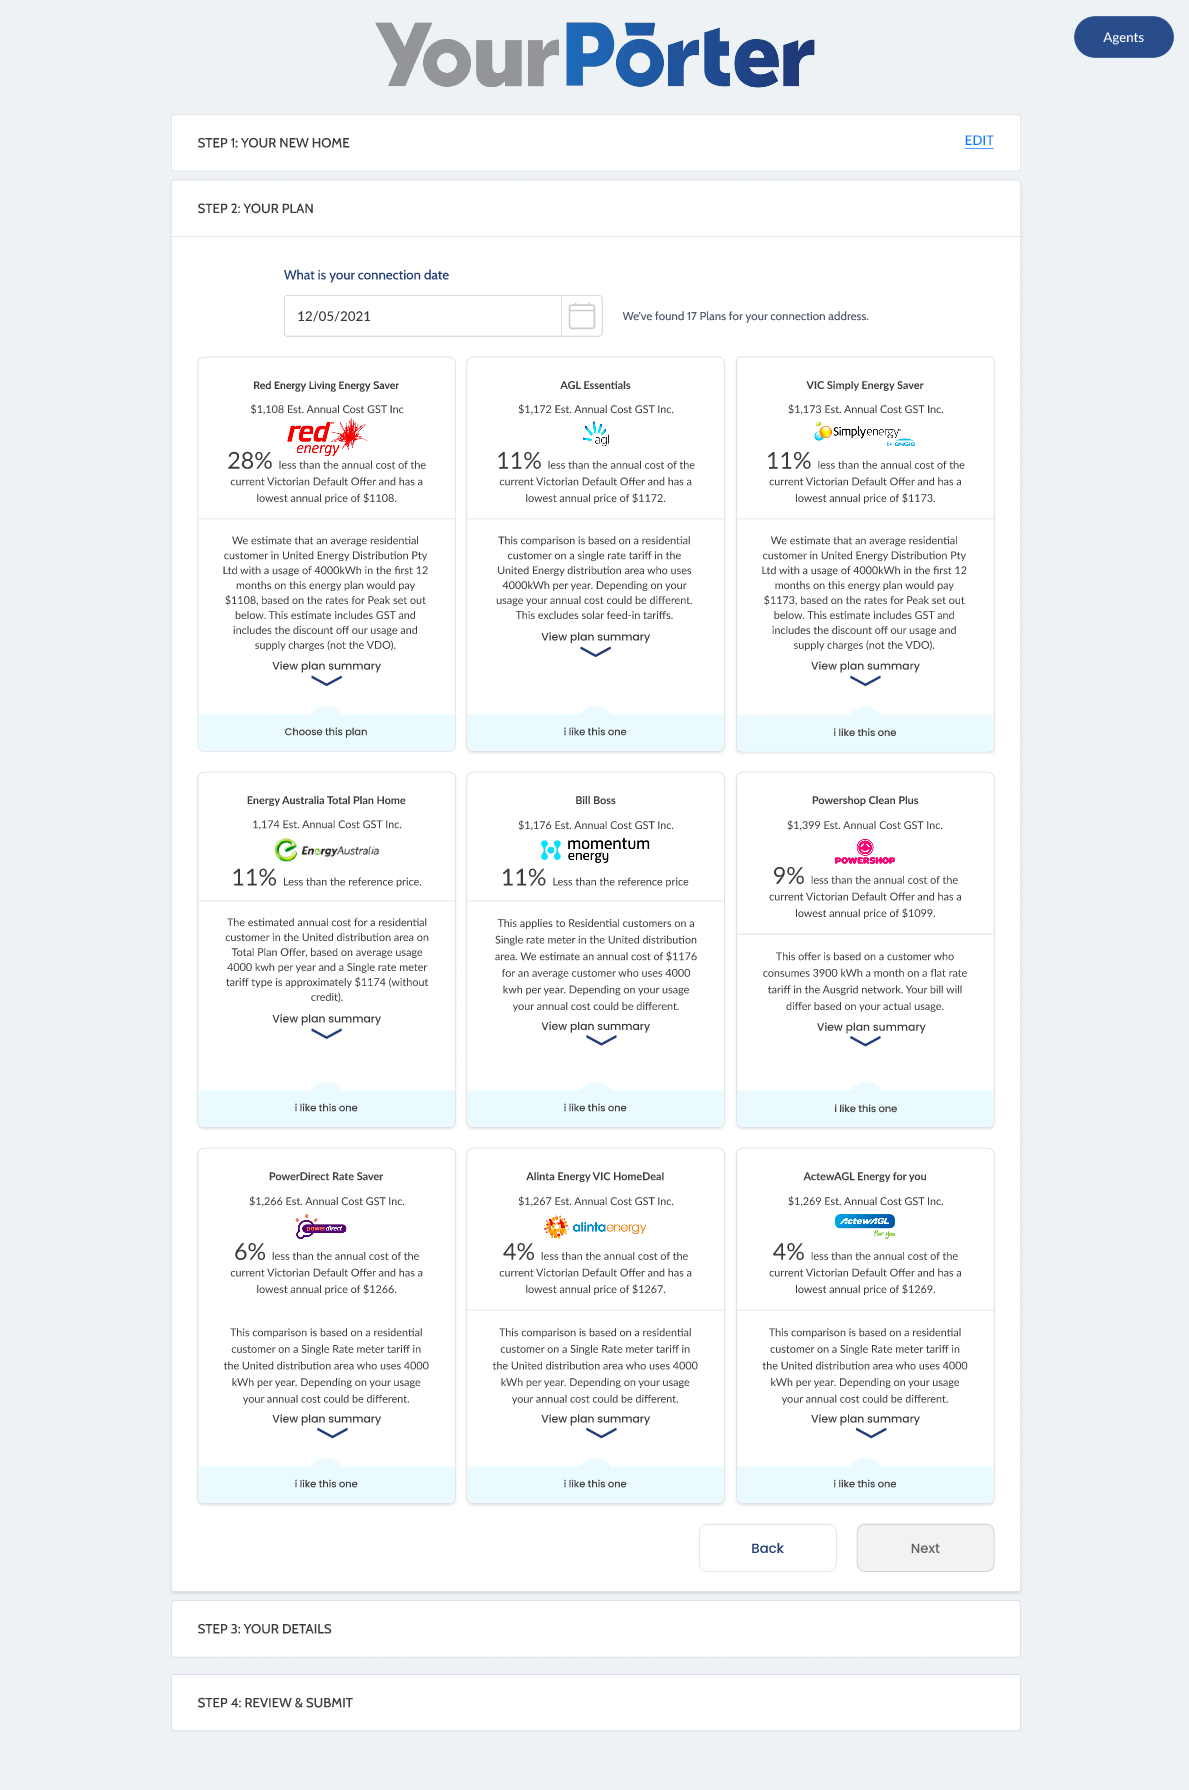 YourPōrter
Agents
STEP 1: YOUR NEW HOME
EDIT
STEP 2: YOUR PLAN
What is your connection date
12/05/2021
We've found 17 Plans for your connection address.
Red Energy Living Energy Saver
$1,108 Est. Annual Cost GST Inc
red
energy
28% less than the annual cost of the
current Victorian Default Offer and has a
lowest annual price of $1108.
We estimate that an average residential
customer in United Energy Distribution Pty
Ltd with a usage of 4000kWh in the first 12
months on this energy plan would pay
$1108, based on the rates for Peak set out
below. This estimate includes GST and
includes the discount off our usage and
supply charges (not the VDO).
View plan summary
Choose this plan
AGL Essentials
$1,172 Est. Annual Cost GST Inc.
agl
11% less than the annual cost of the
current Victorian Default Offer and has a
lowest annual price of $1172.
This comparison is based on a residential
customer on a single rate tariff in the
United Energy distribution area who uses
4000kWh per year. Depending on your
usage your annual cost could be different.
This excludes solar feed-in tariffs.
View plan summary
i like this one
VIC Simply Energy Saver
$1,173 Est. Annual Cost GST Inc.
Simplyenergy
by ENGIE
11% less than the annual cost of the
current Victorian Default Offer and has a
lowest annual price of $1173.
We estimate that an average residential
customer in United Energy Distribution Pty
Ltd with a usage of 4000kWh in the first 12
months on this energy plan would pay
$1173, based on the rates for Peak set out
below. This estimate includes GST and
includes the discount off our usage and
supply charges (not the VDO).
View plan summary
i like this one
Energy Australia Total Plan Home
1,174 Est. Annual Cost GST Inc.
EnergyAustralia
11% Less than the reference price.
The estimated annual cost for a residential
customer in the United distribution area on
Total Plan Offer, based on average usage
4000 kwh per year and a Single rate meter
tariff type is approximately $1174 (without
credit).
View plan summary
i like this one
Bill Boss
$1,176 Est. Annual Cost GST Inc.
momentum
energy
11% Less than the reference price
This applies to Residential customers on a
Single rate meter in the United distribution
area. We estimate an annual cost of $1176
for an average customer who uses 4000
kwh per year. Depending on your usage
your annual cost could be different.
View plan summary
i like this one
Powershop Clean Plus
$1,399 Est. Annual Cost GST Inc.
POWERSHOP
9% less than the annual cost of the
current Victorian Default Offer and has a
lowest annual price of $1099.
This offer is based on a customer who
consumes 3900 kWh a month on a flat rate
tariff in the Ausgrid network. Your bill will
differ based on your actual usage.
View plan summary
i like this one
PowerDirect Rate Saver
$1,266 Est. Annual Cost GST Inc.
powerdirect
6% less than the annual cost of the
current Victorian Default Offer and has a
lowest annual price of $1266.
This comparison is based on a residential
customer on a Single Rate meter tariff in
the United distribution area who uses 4000
kWh per year. Depending on your usage
your annual cost could be different.
View plan summary
i like this one
Alinta Energy VIC HomeDeal
$1,267 Est. Annual Cost GST Inc.
alintaenergy
4% less than the annual cost of the
current Victorian Default Offer and has a
lowest annual price of $1267.
This comparison is based on a residential
customer on a Single Rate meter tariff in
the United distribution area who uses 4000
kWh per year. Depending on your usage
your annual cost could be different.
View plan summary
i like this one
ActewAGL Energy for you
$1,269 Est. Annual Cost GST Inc.
ActewAGL
For you
4% less than the annual cost of the
current Victorian Default Offer and has a
lowest annual price of $1269.
This comparison is based on a residential
customer on a Single Rate meter tariff in
the United distribution area who uses 4000
kWh per year. Depending on your usage
your annual cost could be different.
View plan summary
i like this one
Back
Next
STEP 3: YOUR DETAILS
STEP 4: REVIEW & SUBMIT